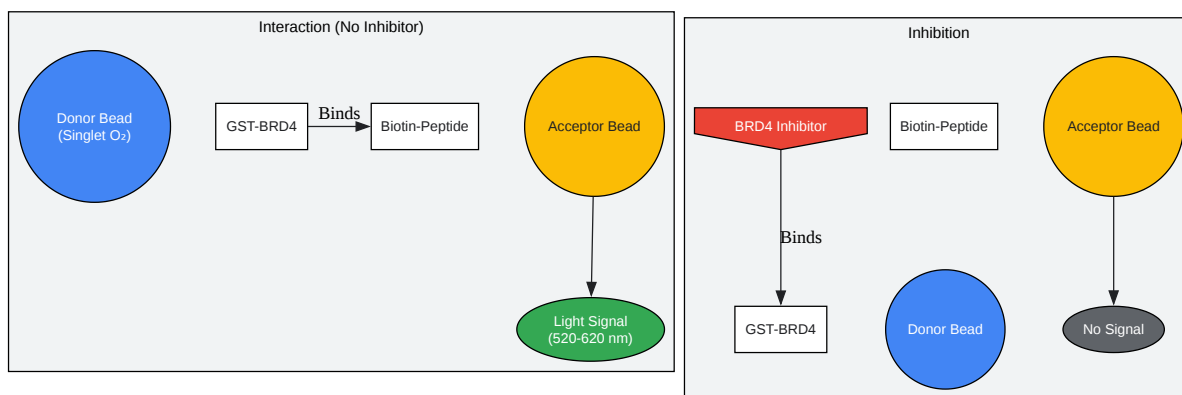 Interaction (No Inhibitor)
Donor Bead
(Singlet O₂)
GST-BRD4
Binds
Biotin-Peptide
Acceptor Bead
Light Signal
(520-620 nm)
Inhibition
BRD4 Inhibitor
Biotin-Peptide
Acceptor Bead
Binds
GST-BRD4
Donor Bead
No Signal